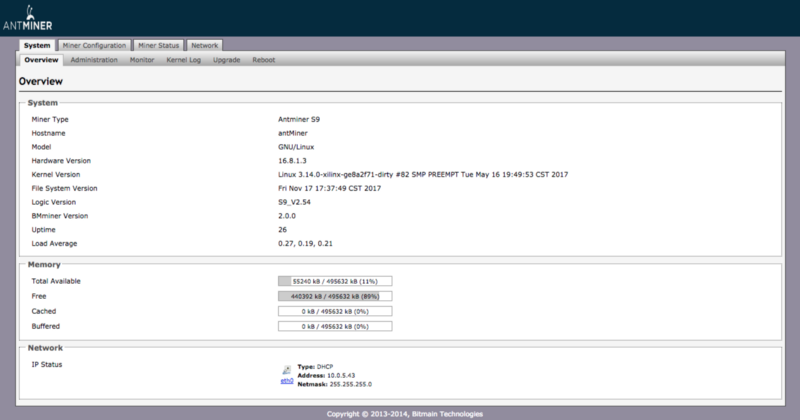 ANTMINER
System Miner Configuration Miner Status Network
Overview Administration Monitor Kernel Log Upgrade Reboot
Overview
System
Miner Type Antminer S9
Hostname antMiner
Model GNU/Linux
Hardware Version 16.8.1.3
Kernel Version Linux 3.14.0-xilinx-ge8a2f71-dirty #82 SMP PREEMPT Tue May 16 19:49:53 CST 2017
File System Version Fri Nov 17 17:37:49 CST 2017
Logic Version S9_V2.54
BMminer Version 2.0.0
Uptime 26
Load Average 0.27, 0.19, 0.21
Memory
Total Available 55240 kB / 495632 kB (11%)
Free 440392 kB / 495632 kB (89%)
Cached 0 kB / 495632 kB (0%)
Buffered 0 kB / 495632 kB (0%)
Network
IP Status Type: DHCP
Address: 10.0.5.43
eth0 Netmask: 255.255.255.0
Copyright © 2013-2014, Bitmain Technologies